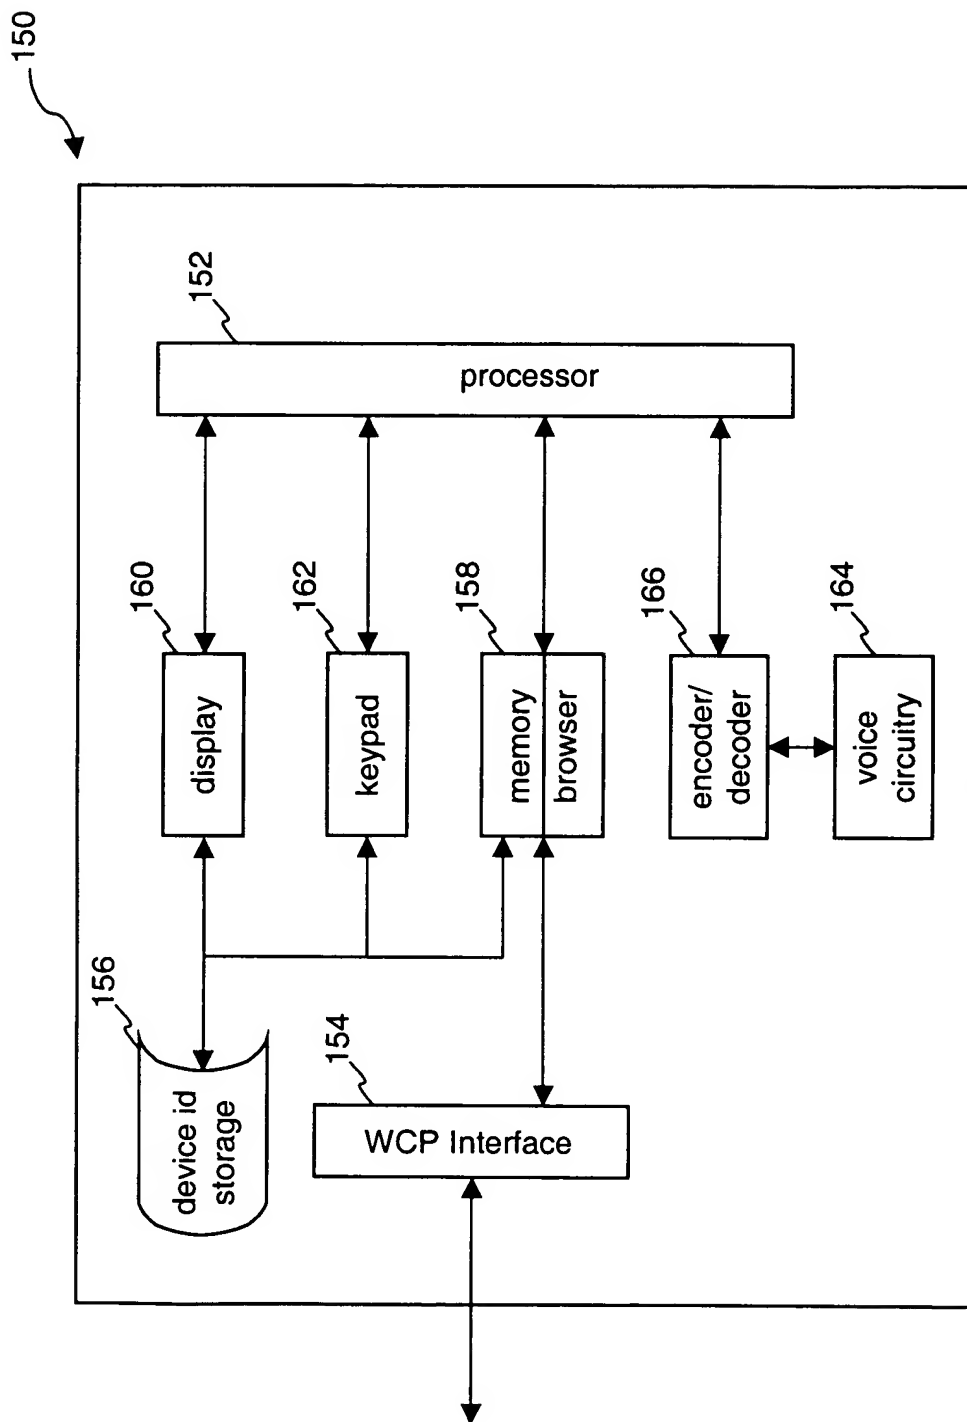 150
152
processor
160
162
158
166
164
display
keypad
memory
browser
encoder/
decoder
voice
circuitry
156
154
device id
storage
WCP Interface